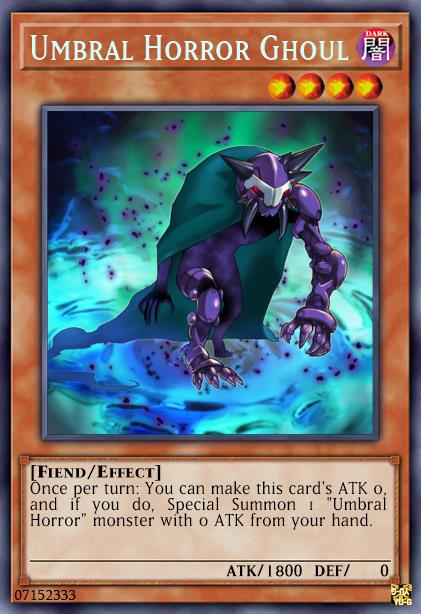 Umbral Horror Ghoul
DARK
闇
[Fiend/Effect]
Once per turn: You can make this card's ATK 0,
and if you do, Special Summon 1 "Umbral
Horror" monster with 0 ATK from your hand.
ATK/1800 DEF/ 0
07152333